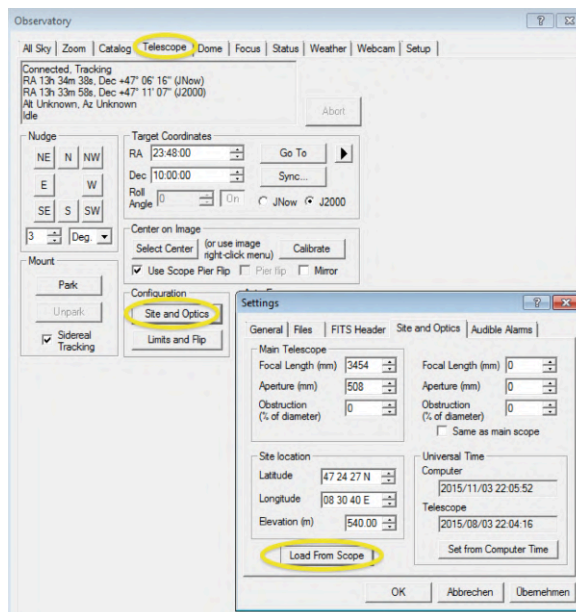 Observatory
All Sky Zoom Catalog Telescope Dome Focus Status Weather Webcam Setup
Connected, Tracking
RA 13h 34m 38s, Dec +47° 06' 16" (JNow)
RA 13h 33m 58s, Dec +47° 11' 07" (J2000)
Alt Unknown, Az Unknown
Idle
Abort
Nudge
NE N NW
E W
SE S SW
3 Deg.
Mount
Park
Unpark
Sidereal
Tracking
Target Coordinates
RA 23:48:00 Go To
Dec 10:00:00 Sync...
Roll
Angle 0 On JNow J2000
Center on Image
Select Center (or use image
right-click menu) Calibrate
Use Scope Pier Flip Pier flip Mirror
Configuration
Site and Optics
Limits and Flip
Settings
General Files FITS Header Site and Optics Audible Alarms
Main Telescope
Focal Length (mm) 3454
Aperture (mm) 508
Obstruction
(% of diameter) 0
Focal Length (mm) 0
Aperture (mm) 0
Obstruction
(% of diameter) 0
Same as main scope
Site location
Latitude 47 24 27 N
Longitude 08 30 40 E
Elevation (m) 540.00
Load From Scope
Universal Time
Computer
2015/11/03 22:05:52
Telescope
2015/08/03 22:04:16
Set from Computer Time
OK Abbrechen Übernehmen